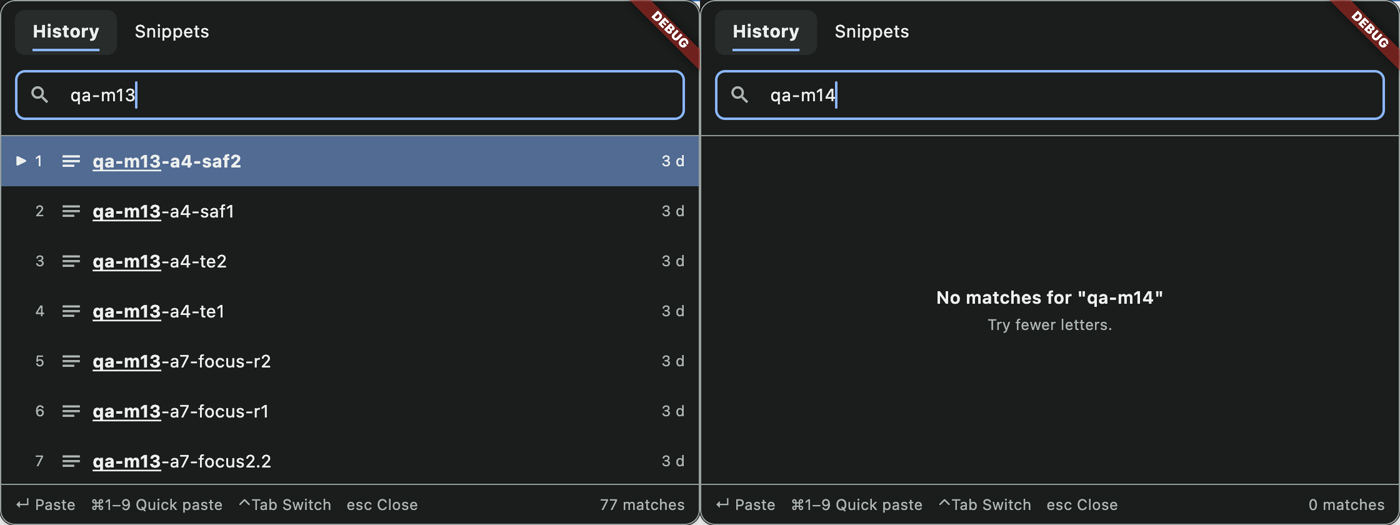 History Snippets DEBUG
qa-m13
▶ 1 qa-m13-a4-saf2 3 d
2 qa-m13-a4-saf1 3 d
3 qa-m13-a4-te2 3 d
4 qa-m13-a4-te1 3 d
5 qa-m13-a7-focus-r2 3 d
6 qa-m13-a7-focus-r1 3 d
7 qa-m13-a7-focus2.2 3 d
↵ Paste ⌘1–9 Quick paste ^Tab Switch esc Close 77 matches
History Snippets DEBUG
qa-m14
No matches for "qa-m14"
Try fewer letters.
↵ Paste ⌘1–9 Quick paste ^Tab Switch esc Close 0 matches